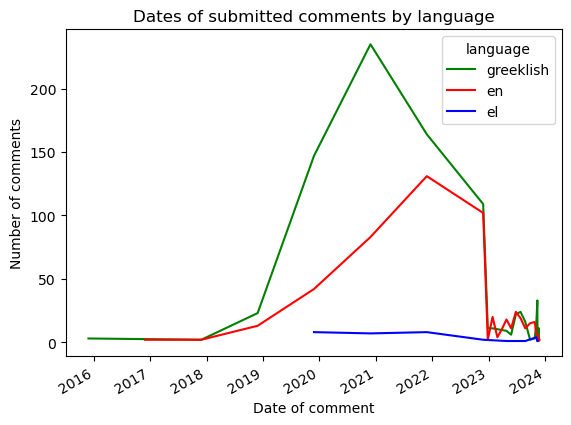 Dates of submitted comments by language
language
greeklish
en
el
Number of comments
200
150
100
50
0
2016
2017
2018
2019
2020
2021
2022
2023
2024
Date of comment